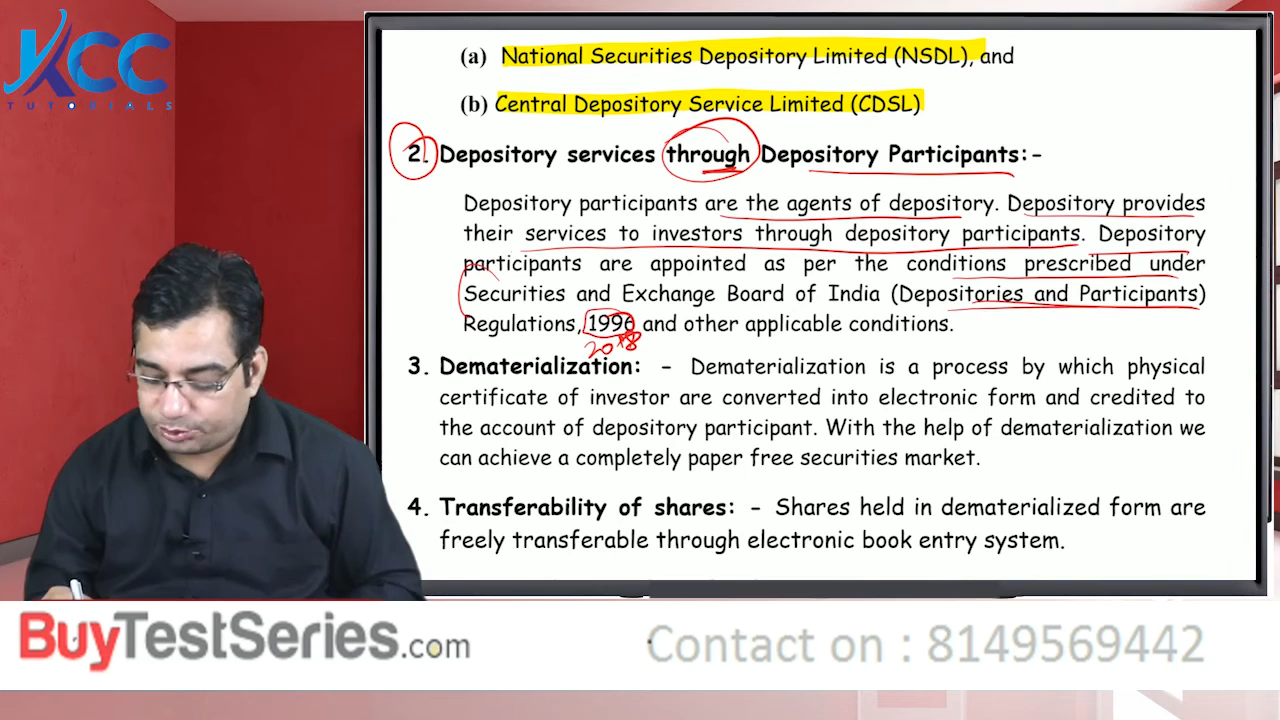 KCC
TUTORIALS
(a) National Securities Depository Limited (NSDL), and
(b) Central Depository Service Limited (CDSL)
2. Depository services through Depository Participants:-
Depository participants are the agents of depository. Depository provides
their services to investors through depository participants. Depository
participants are appointed as per the conditions prescribed under
Securities and Exchange Board of India (Depositories and Participants)
Regulations, 1996 and other applicable conditions.
2018
3. Dematerialization: - Dematerialization is a process by which physical
certificate of investor are converted into electronic form and credited to
the account of depository participant. With the help of dematerialization we
can achieve a completely paper free securities market.
4. Transferability of shares: - Shares held in dematerialized form are
freely transferable through electronic book entry system.
BuyTestSeries.com
Contact on : 8149569442